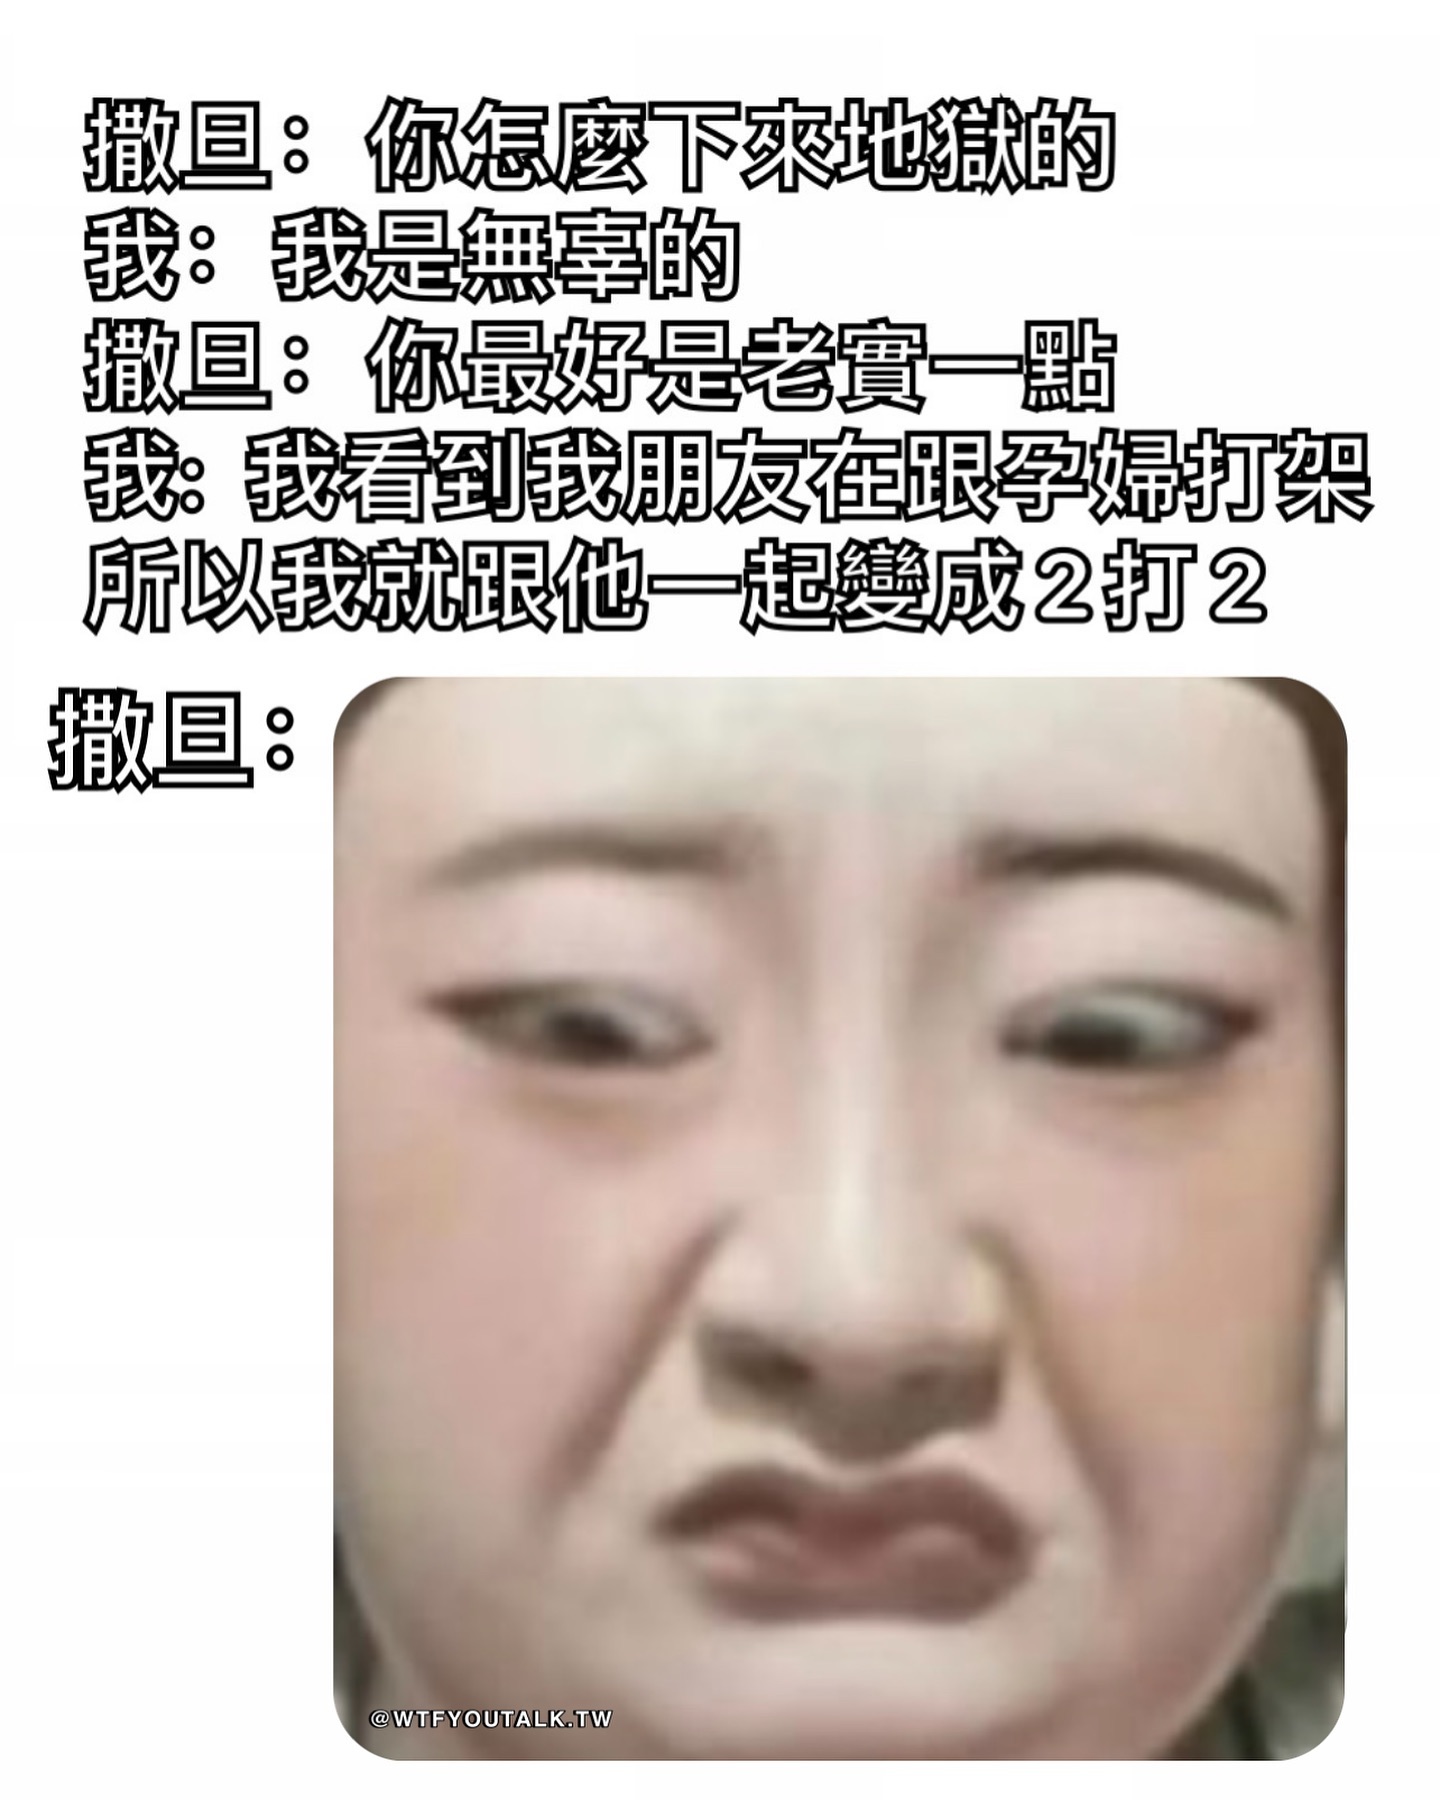 撒旦：你怎麼下來地獄的
我：我是無辜的
撒旦：你最好是老實一點
我：我看到我朋友在跟孕婦打架
所以我就跟他一起變成２打２
撒旦：
@WTFYOUTALK.TW